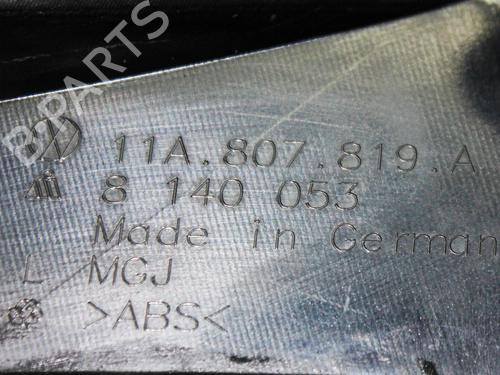 B-PARTS
11A.807.819.A
8 140 053
Made in German
L MGJ
>ABS<